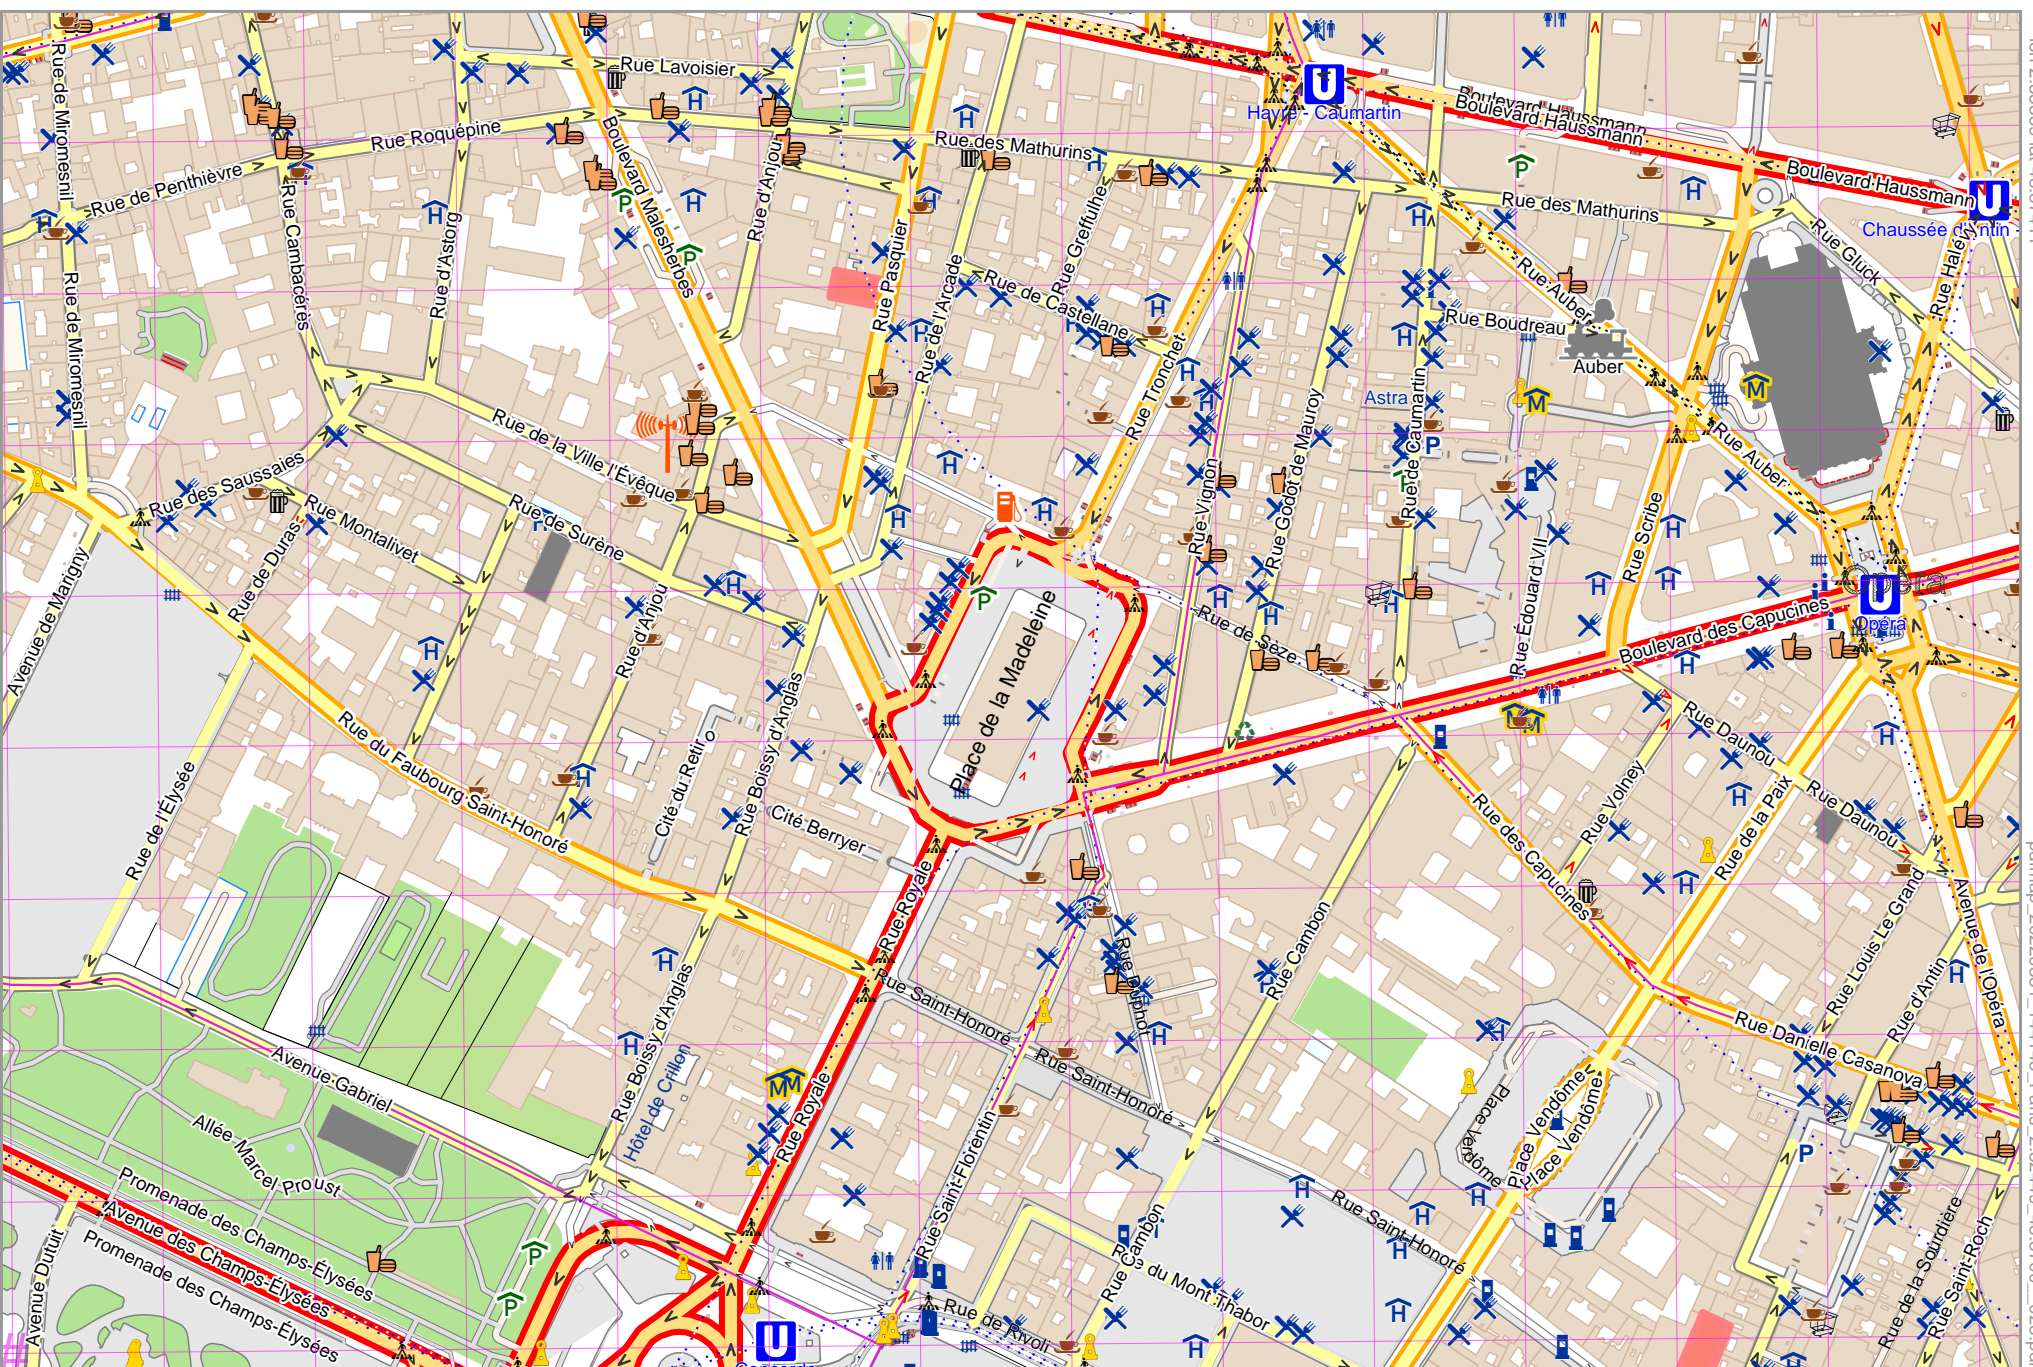 Rue de Miromesnil
Rue Lavoisier
Boulevard Haussmann
Boulevard Haussmann
Havre - Caumartin
Rue Roquépine
Boulevard Malesherbes
Rue d'Anjou
Rue des Mathurins
Rue de Penthièvre
Rue Cambacérès
Rue d'Astorg
Rue Pasquier
Rue Greffulhe
Rue des Mathurins
Boulevard Haussmann
Rue Gluck
Rue Halévy
Rue de Miromesnil
Rue de l'Arcade
Rue de Castellane
Rue Auber
Rue Boudreau
Auber
Rue Tronchet
Astra
Rue de Caumartin
Rue Godot de Mauroy
Rue de la Ville l'Évêque
Rue Auber
Rue des Saussaies
Rue Montalivet
Rue de Surène
Rue Vignon
Rue Scribe
Rue de Duras
Rue Édouard VII
Opéra
Opéra
Avenue de Marigny
Rue d'Anjou
Place de la Madeleine
Rue de Sèze
Boulevard des Capucines
Rue du Faubourg Saint-Honoré
Cité du Retiro
Rue Boissy d'Anglas
Cité Berryer
Rue Daunou
Rue Volney
Rue de la Paix
Rue Daunou
Rue de l'Élysée
Rue Royale
Rue des Capucines
Rue Cambon
Rue Louis Le Grand
Avenue de l'Opéra
Rue Duphot
Rue d'Antin
Rue Saint-Honoré
Rue Boissy d'Anglas
Avenue Gabriel
Hôtel de Crillon
Rue Saint-Honoré
Rue Danielle Casanova
Place Vendôme
Place Vendôme
Place Vendôme
Allée Marcel Proust
Rue Royale
Promenade des Champs-Élysées
Avenue des Champs-Élysées
Promenade des Champs-Élysées
Avenue Dutuit
Rue Saint-Florentin
Rue Cambon
Rue du Mont Thabor
Rue Saint-Honoré
Rue de la Sourdière
Rue Saint-Roch
Rue de Rivoli